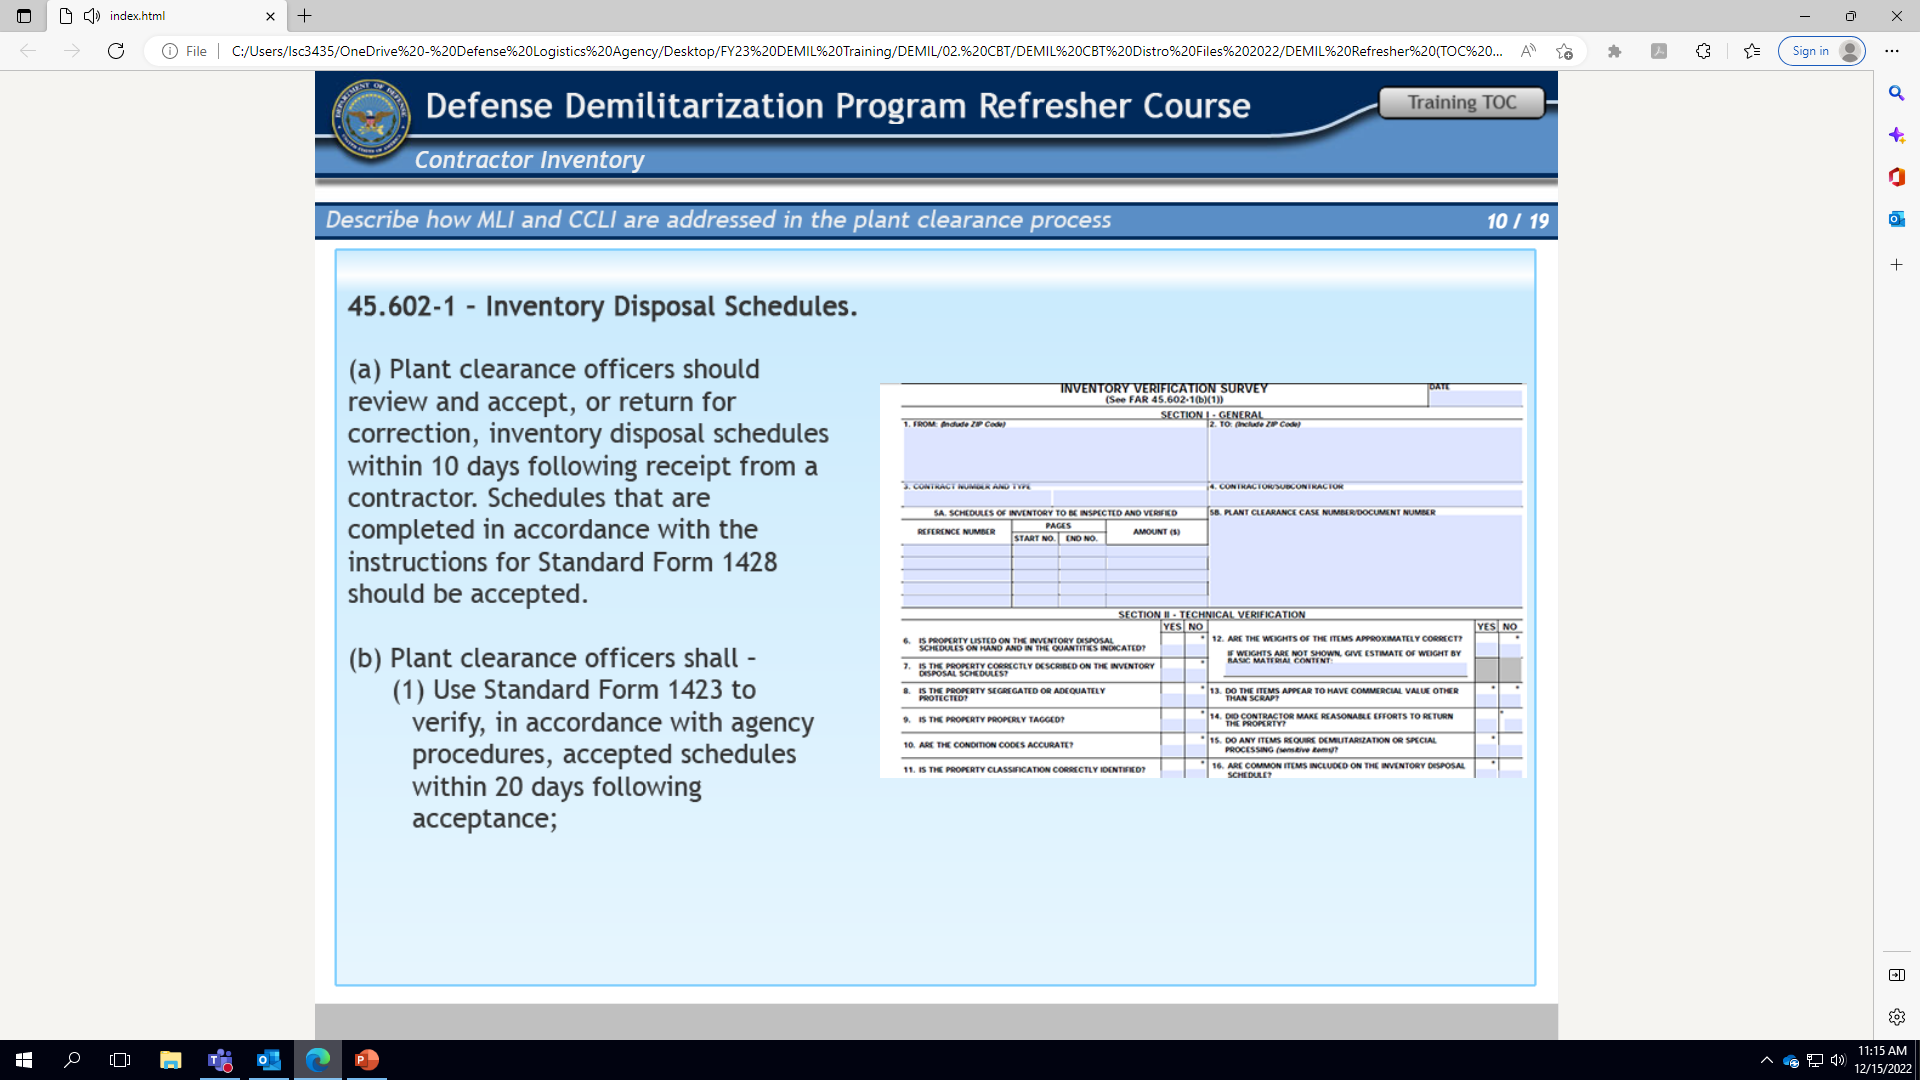 index.html
File
C:/Users/lsc3435/OneDrive%20-%20Defense%20Logistics%20Agency/Desktop/FY23%20DEMIL%20Training/DEMIL/02.%20CBT/DEMIL%20CBT%20Distro%20Files%202022/DEMIL%20Refresher%20(TOC%20...
Sign in
Defense Demilitarization Program Refresher Course
Training TOC
Contractor Inventory
Describe how MLI and CCLI are addressed in the plant clearance process
10 / 19
45.602-1 – Inventory Disposal Schedules.
(a) Plant clearance officers should
review and accept, or return for
correction, inventory disposal schedules
within 10 days following receipt from a
contractor. Schedules that are
completed in accordance with the
instructions for Standard Form 1428
should be accepted.
(b) Plant clearance officers shall –
(1) Use Standard Form 1423 to
verify, in accordance with agency
procedures, accepted schedules
within 20 days following
acceptance;
INVENTORY VERIFICATION SURVEY
(See FAR 45.602-1(b)(1))
DATE
SECTION I - GENERAL
1. FROM: (Include ZIP Code)
2. TO: (Include ZIP Code)
3. CONTRACT NUMBER AND TYPE
4. CONTRACTOR/SUBCONTRACTOR
5A. SCHEDULES OF INVENTORY TO BE INSPECTED AND VERIFIED
5B. PLANT CLEARANCE CASE NUMBER/DOCUMENT NUMBER
REFERENCE NUMBER
PAGES
START NO.
END NO.
AMOUNT ($)
SECTION II - TECHNICAL VERIFICATION
YES NO
YES NO
6. IS PROPERTY LISTED ON THE INVENTORY DISPOSAL
SCHEDULES ON HAND AND IN THE QUANTITIES INDICATED?
7. IS THE PROPERTY CORRECTLY DESCRIBED ON THE INVENTORY
DISPOSAL SCHEDULES?
8. IS THE PROPERTY SEGREGATED OR ADEQUATELY
PROTECTED?
9. IS THE PROPERTY PROPERLY TAGGED?
10. ARE THE CONDITION CODES ACCURATE?
11. IS THE PROPERTY CLASSIFICATION CORRECTLY IDENTIFIED?
12. ARE THE WEIGHTS OF THE ITEMS APPROXIMATELY CORRECT?
IF WEIGHTS ARE NOT SHOWN, GIVE ESTIMATE OF WEIGHT BY
BASIC MATERIAL CONTENT:
13. DO THE ITEMS APPEAR TO HAVE COMMERCIAL VALUE OTHER
THAN SCRAP?
14. DID CONTRACTOR MAKE REASONABLE EFFORTS TO RETURN
THE PROPERTY?
15. DO ANY ITEMS REQUIRE DEMILITARIZATION OR SPECIAL
PROCESSING (sensitive items)?
16. ARE COMMON ITEMS INCLUDED ON THE INVENTORY DISPOSAL
SCHEDULE?
11:15 AM
12/15/2022